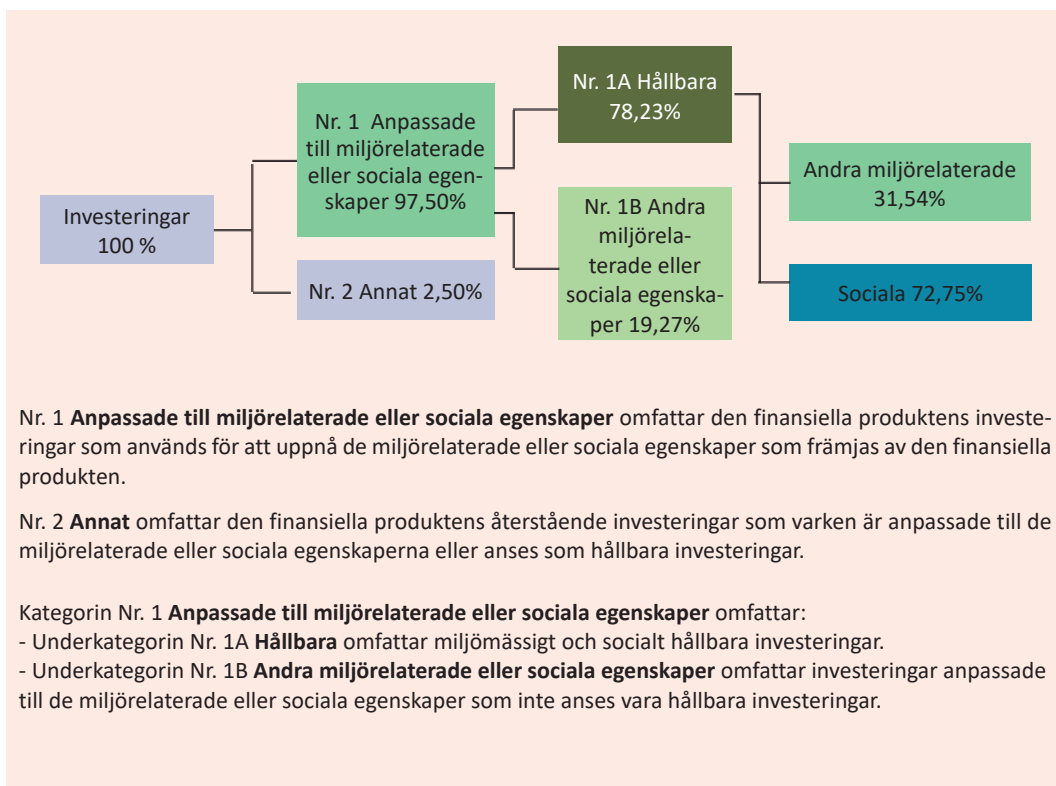 Investeringar
100 %
Nr. 1 Anpassade
till miljörelaterade
eller sociala egen-
skaper 97,50%
Nr. 2 Annat 2,50%
Nr. 1A Hållbara
78,23%
Nr. 1B Andra
miljörela-
terade eller
sociala egenska-
per 19,27%
Andra miljörelaterade
31,54%
Sociala 72,75%
Nr. 1 Anpassade till miljörelaterade eller sociala egenskaper omfattar den finansiella produktens investe-
ringar som används för att uppnå de miljörelaterade eller sociala egenskaper som främjas av den finansiella
produkten.
Nr. 2 Annat omfattar den finansiella produktens återstående investeringar som varken är anpassade till de
miljörelaterade eller sociala egenskaperna eller anses som hållbara investeringar.
Kategorin Nr. 1 Anpassade till miljörelaterade eller sociala egenskaper omfattar:
- Underkategorin Nr. 1A Hållbara omfattar miljömässigt och socialt hållbara investeringar.
- Underkategorin Nr. 1B Andra miljörelaterade eller sociala egenskaper omfattar investeringar anpassade
till de miljörelaterade eller sociala egenskaper som inte anses vara hållbara investeringar.